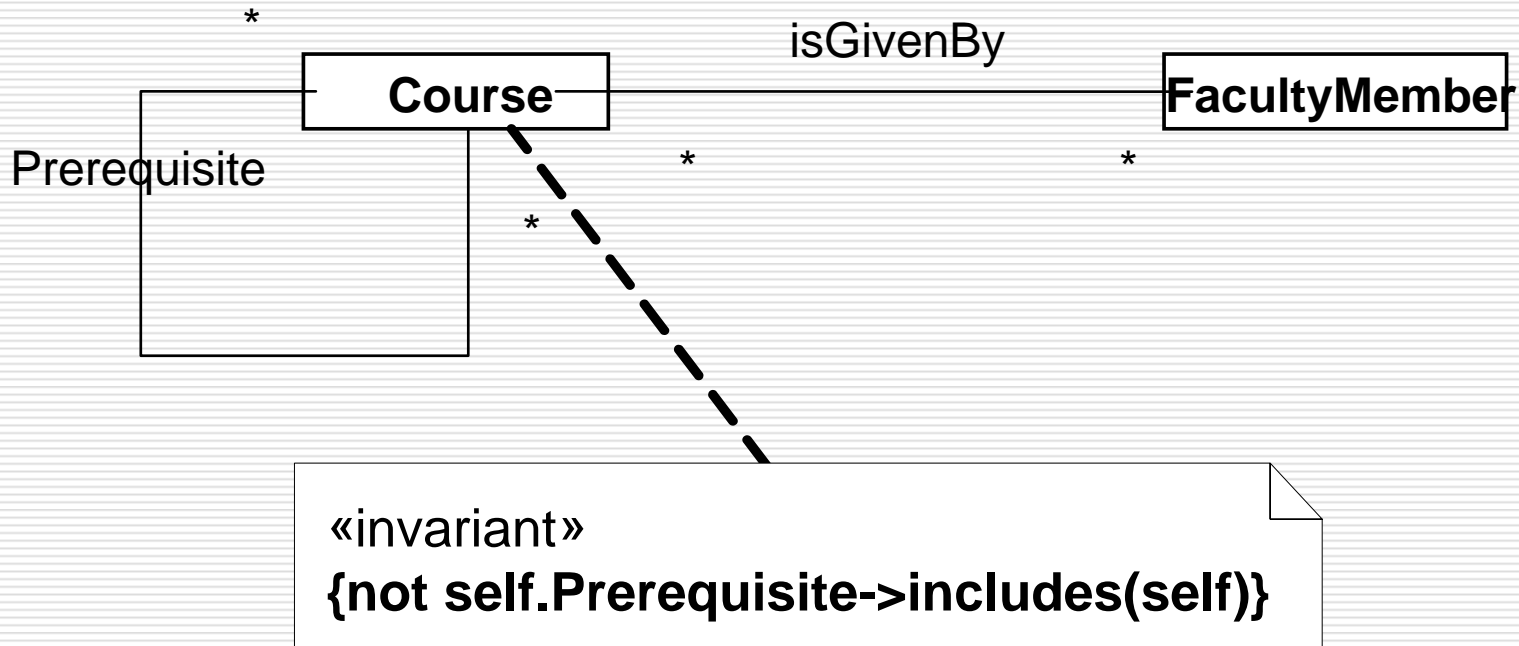 *
isGivenBy
Course
FacultyMember
Prerequisite
*
*
*
«invariant»
{not self.Prerequisite->includes(self)}